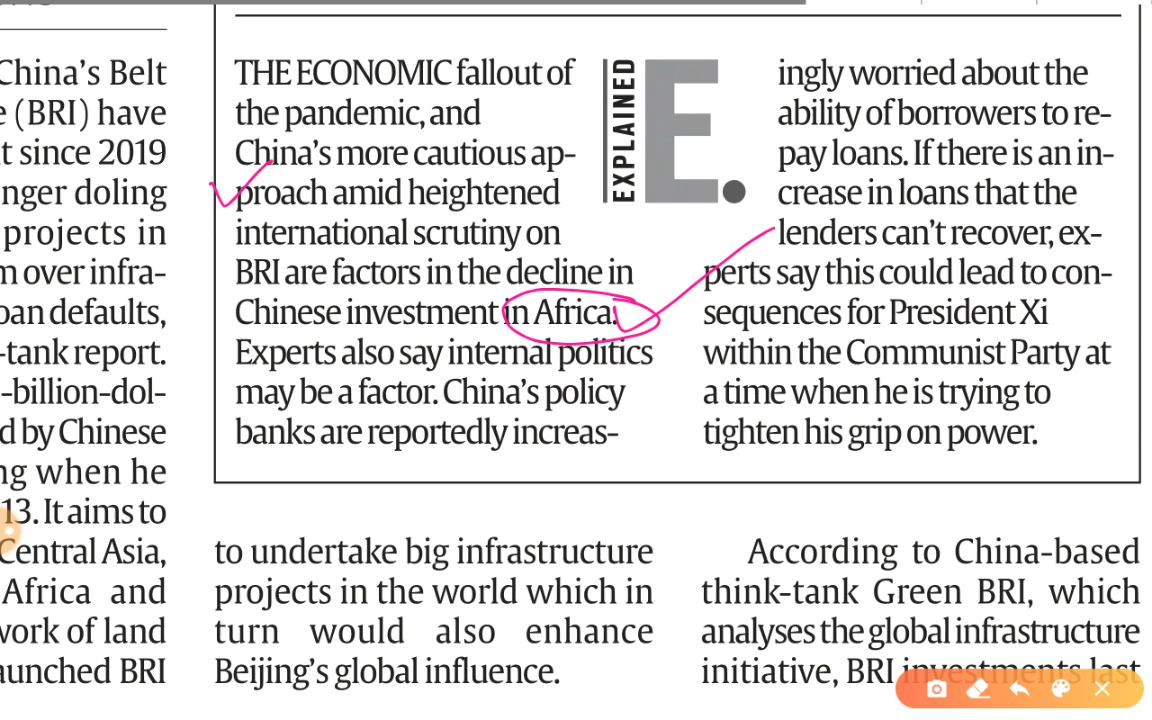 China's Belt
(BRI) have
since 2019
doling
projects in
over infra-
defaults,
-tank report.
-billion-dol-
by Chinese
when he
13. It aims to
Central Asia,
Africa and
of land
BRI
THE ECONOMIC fallout of
the pandemic, and
China's more cautious ap-
proach amid heightened
international scrutiny on
BRI are factors in the decline in
Chinese investment in Africa.
Experts also say internal politics
may be a factor. China's policy
banks are reportedly increas-
EXPLAINED
E.
ingly worried about the
ability of borrowers to re-
pay loans. If there is an in-
crease in loans that the
lenders can't recover, ex-
perts say this could lead to con-
sequences for President Xi
within the Communist Party at
a time when he is trying to
tighten his grip on power.
to undertake big infrastructure
projects in the world which in
turn would also enhance
Beijing's global influence.
According to China-based
think-tank Green BRI, which
analyses the global infrastructure
initiative, BRI investments last